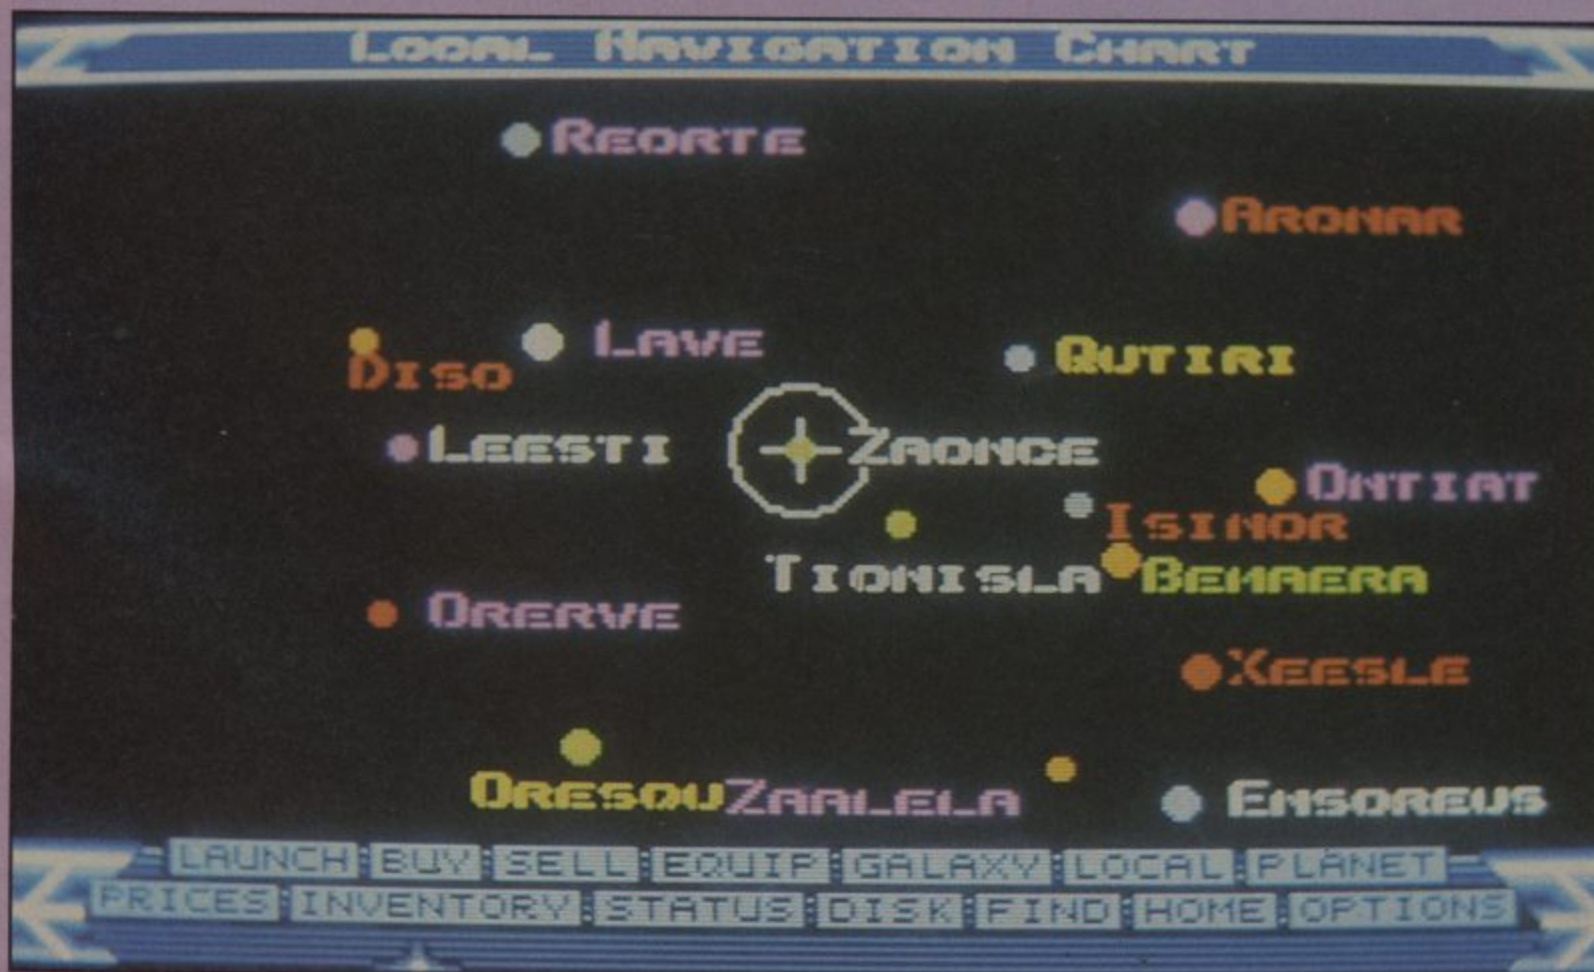 LOCAL NAVIGATION CHART
REORTE
ARONAR
LAVE
QUTIRI
DISO
LEESTI
ZAONCE
ONTIAT
ISINOR
TIONISLA
BEMAERA
ORERVE
XEESLE
ORESQU
ZAALELA
ENSOREUS
LAUNCH BUY SELL EQUIP GALAXY LOCAL PLANET
PRICES INVENTORY STATUS DISK FIND HOME OPTIONS